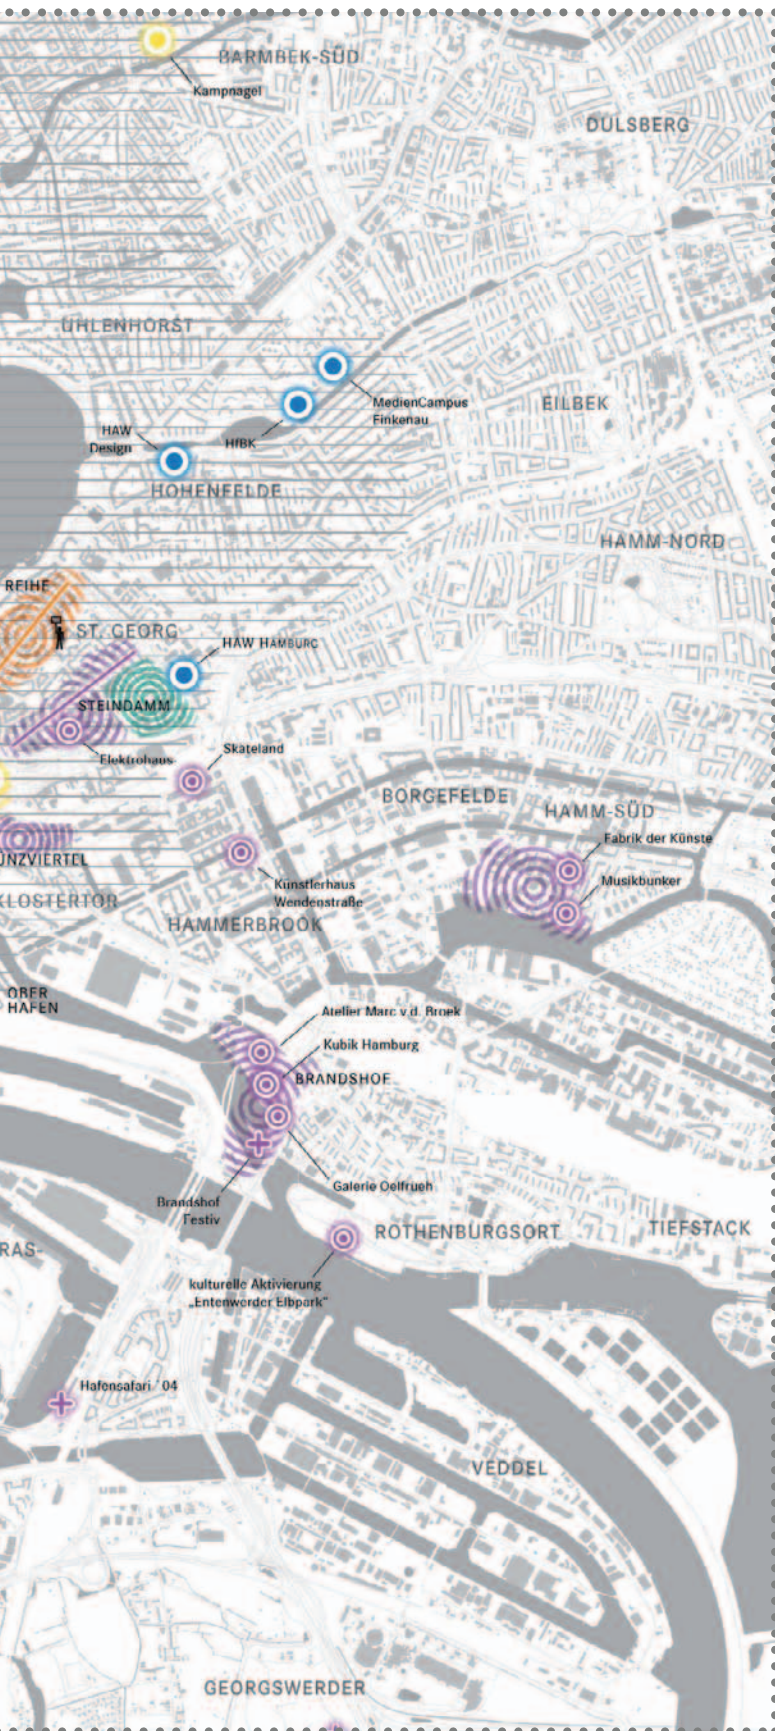 BARMBEK-SÜD
Kampnagel
DULSBERG
UHLENHORST
MedienCampus
Finkenau
EILBEK
HAW
Design
HfBK
HOHENFELDE
HAMM-NORD
REIHE
ST. GEORG
HAW HAMBURG
STEINDAMM
Elektrohaus
Skateland
BORGEFELDE
HAMM-SÜD
Fabrik der Künste
ÜNZVIERTEL
Musikbunker
Künstlerhaus
Wendenstraße
KLOSTERTOR
HAMMERBROOK
OBER
HAFEN
Atelier Marc v.d. Broek
Kubik Hamburg
BRANDSHOF
Galerie Oelfrueh
Brandshof
Festiv
ROTHENBURGSORT
TIEFSTACK
RAS-
kulturelle Aktivierung
„Entenwerder Elbpark“
Hafensafari ´04
VEDDEL
GEORGSWERDER